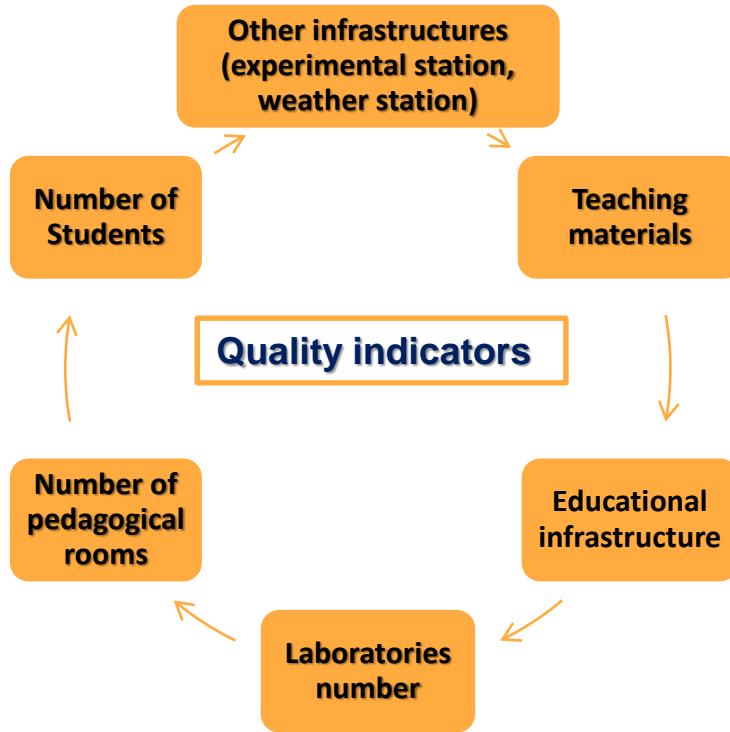 Other infrastructures
(experimental station,
weather station)
Number of
Students
Teaching
materials
Quality indicators
Number of
pedagogical
rooms
Educational
infrastructure
Laboratories
number